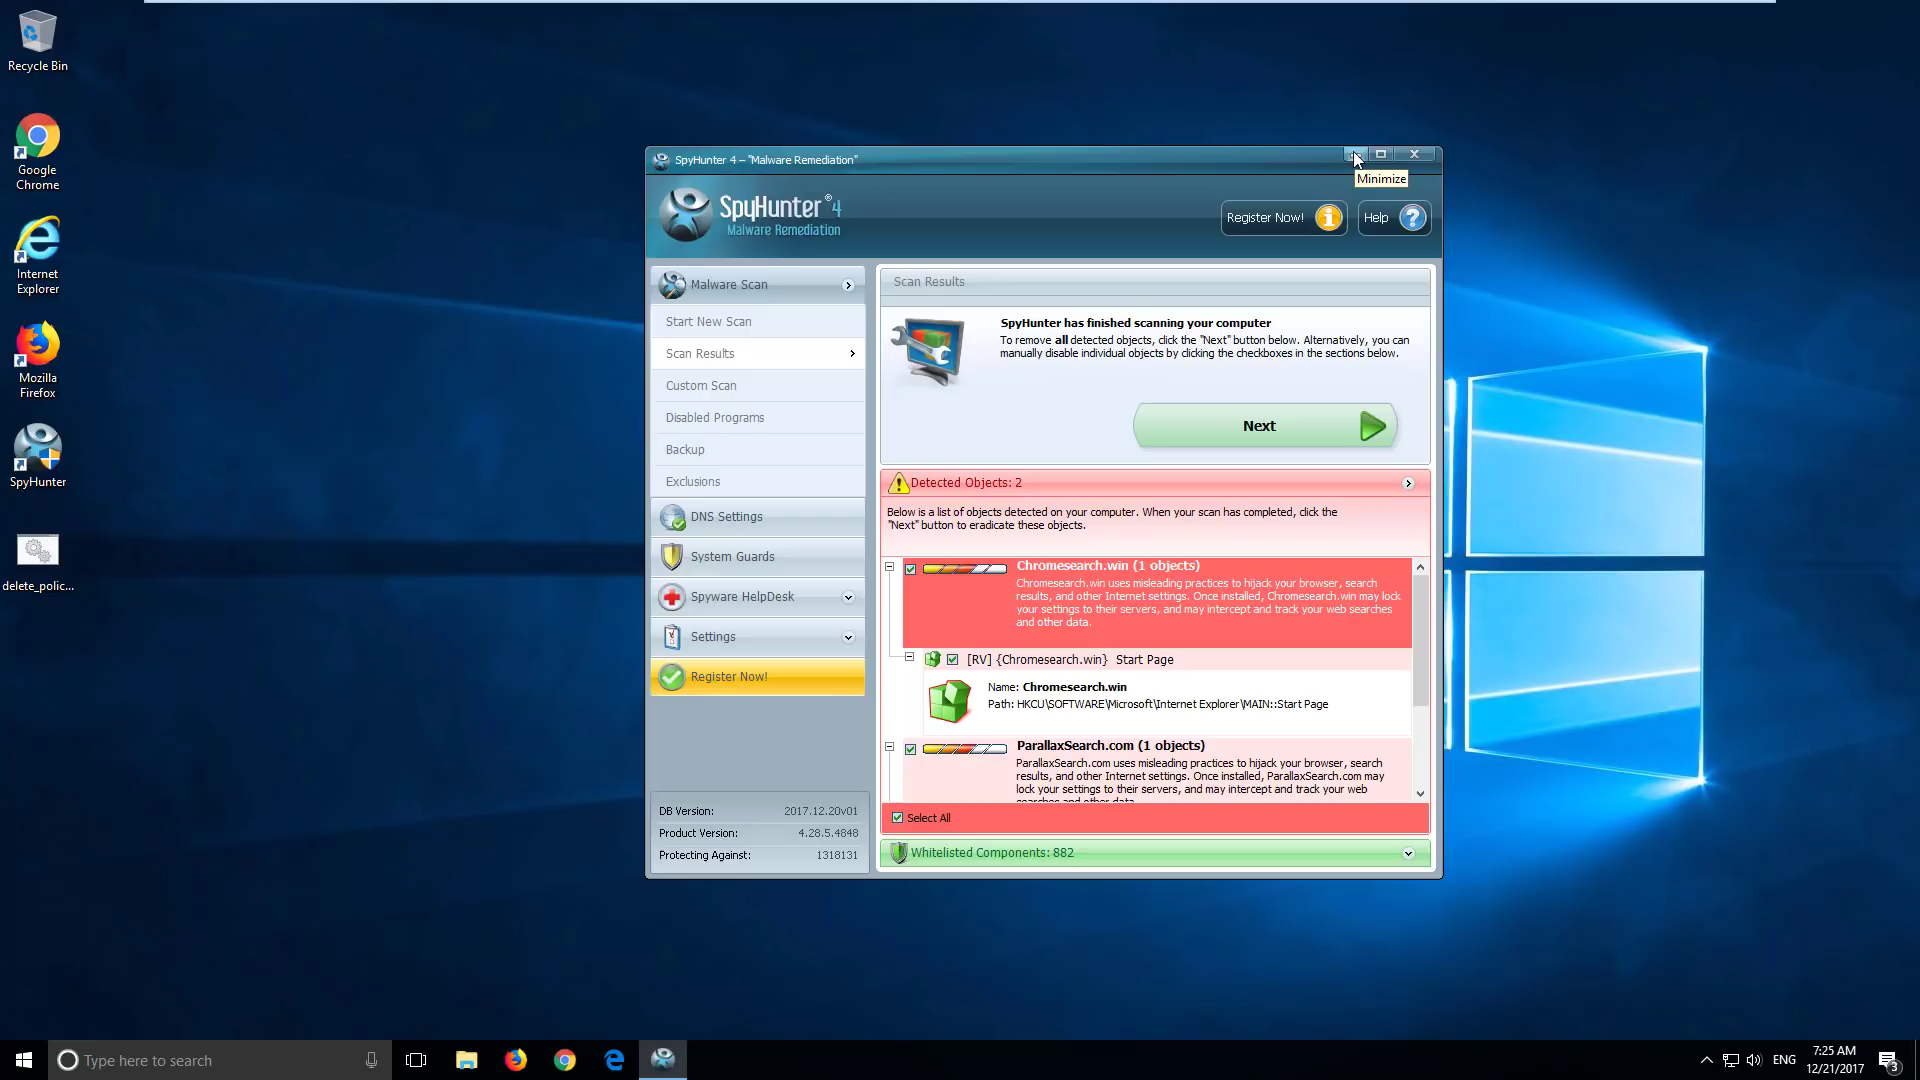 Recycle Bin
Google
Chrome
Internet
Explorer
Mozilla
Firefox
SpyHunter
delete_polic...
SpyHunter 4 – "Malware Remediation"
Minimize
SpyHunter®4
Malware Remediation
Register Now!
Help
Malware Scan
Start New Scan
Scan Results
Custom Scan
Disabled Programs
Backup
Exclusions
DNS Settings
System Guards
Spyware HelpDesk
Settings
Register Now!
DB Version: 2017.12.20v01
Product Version: 4.28.5.4848
Protecting Against: 1318131
Scan Results
SpyHunter has finished scanning your computer
To remove all detected objects, click the "Next" button below. Alternatively, you can
manually disable individual objects by clicking the checkboxes in the sections below.
Next
Detected Objects: 2
Below is a list of objects detected on your computer. When your scan has completed, click the
"Next" button to eradicate these objects.
Chromesearch.win (1 objects)
Chromesearch.win uses misleading practices to hijack your browser, search
results, and other Internet settings. Once installed, Chromesearch.win may lock
your settings to their servers, and may intercept and track your web searches
and other data.
[RV] {Chromesearch.win} Start Page
Name: Chromesearch.win
Path: HKCU\SOFTWARE\Microsoft\Internet Explorer\MAIN::Start Page
ParallaxSearch.com (1 objects)
ParallaxSearch.com uses misleading practices to hijack your browser, search
results, and other Internet settings. Once installed, ParallaxSearch.com may
lock your settings to their servers, and may intercept and track your web
searches and other data.
Select All
Whitelisted Components: 882
Type here to search
ENG
7:25 AM
12/21/2017
3